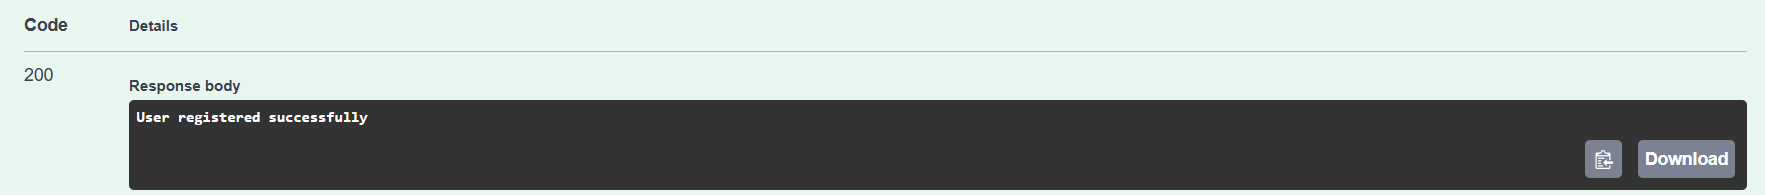 Code Details
200
Response body
User registered successfully
Download